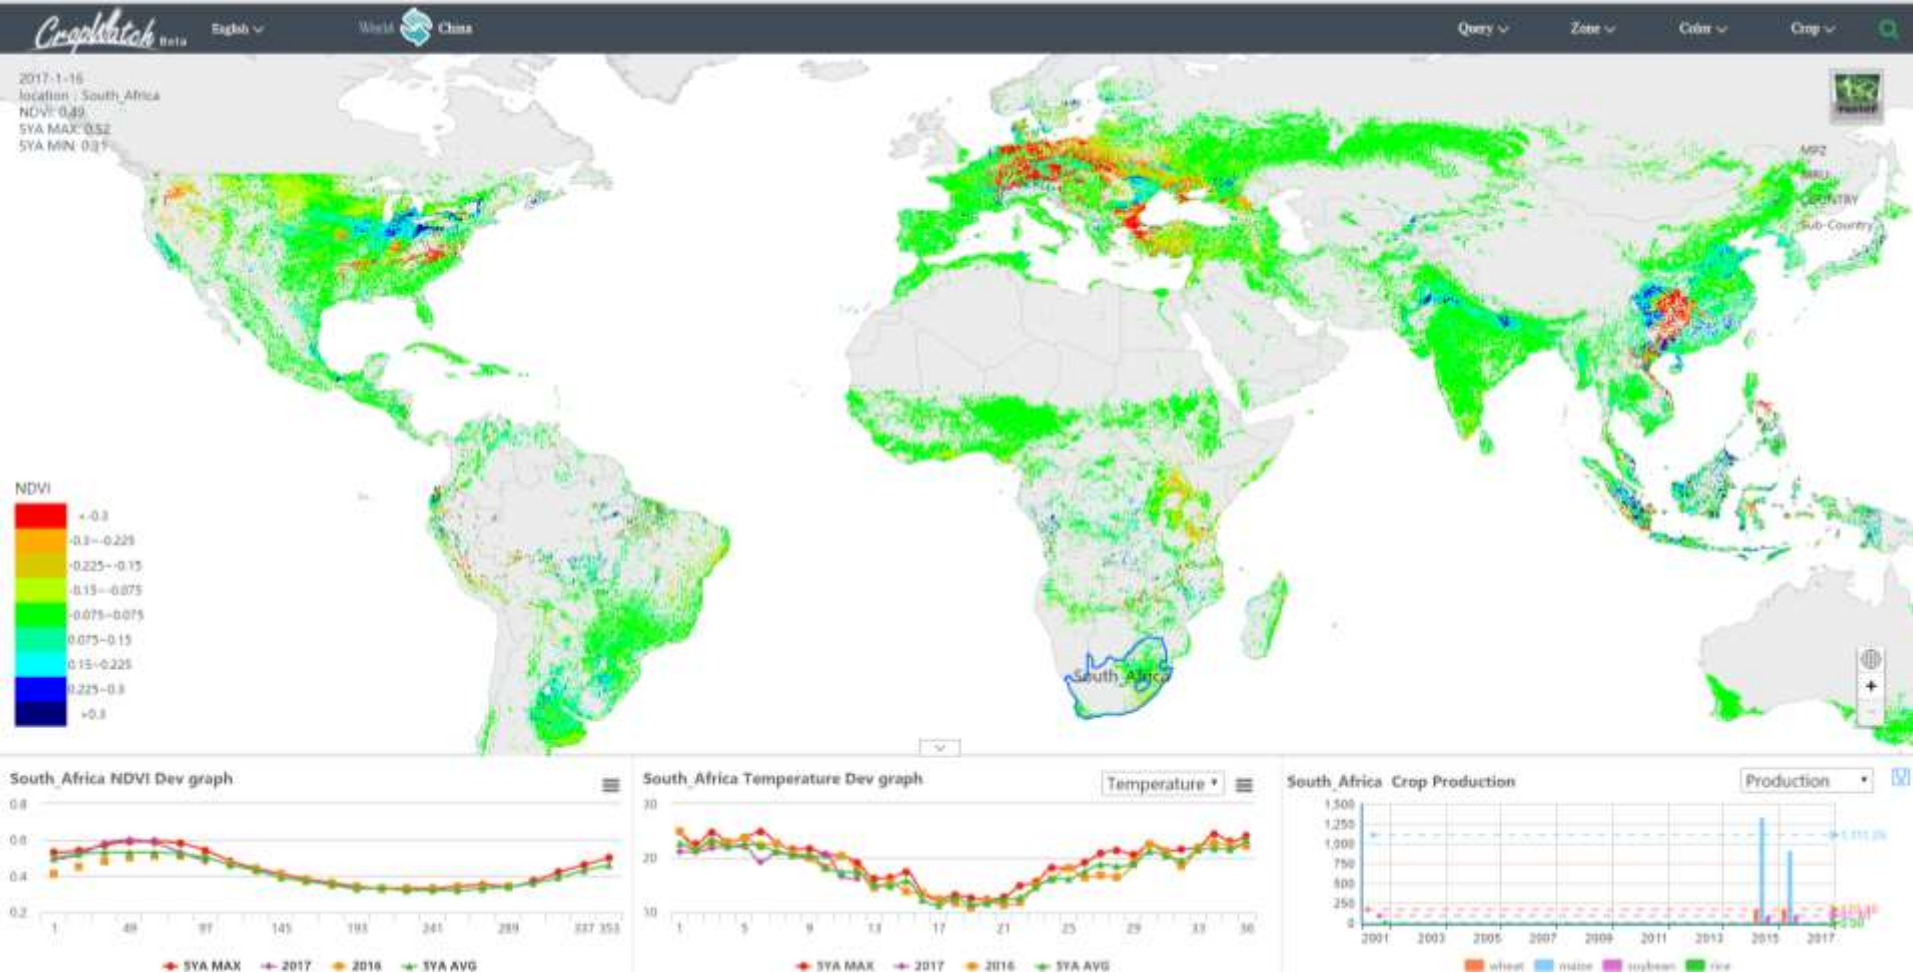 CropWatch Beta English World China Query Zone Color Crop
2017-1-16
location : South_Africa
NDVI: 0.49
5YA MAX: 0.52
5YA MIN:
MPZ
MRU
COUNTRY
Sub-Country
South_Africa
NDVI
<-0.3
-0.3~-0.225
-0.225~-0.15
-0.15~-0.075
-0.075~0.075
0.075~0.15
0.15~0.225
0.225~0.3
>0.3
South_Africa NDVI Dev graph
0.8
0.6
0.4
0.2
1 49 97 145 193 241 289 337 353
5YA MAX 2017 2016 5YA AVG
South_Africa Temperature Dev graph Temperature
30
20
10
1 5 9 13 17 21 25 29 33 36
5YA MAX 2017 2016 5YA AVG
South_Africa Crop Production Production
1,500
1,250
1,000
750
500
250
0
2001 2003 2005 2007 2009 2011 2013 2015 2017
wheat maize soybean rice